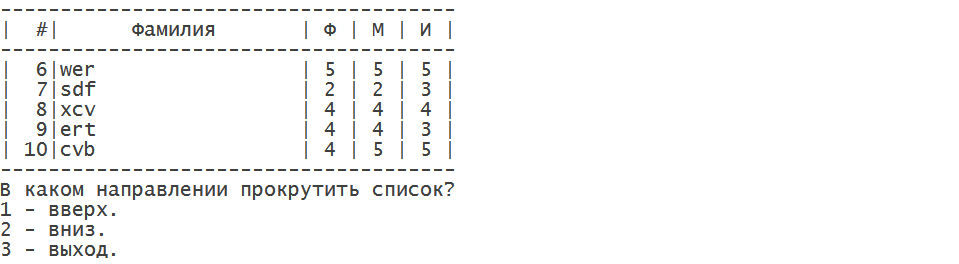 --------------------------------------
|  #|      Фамилия       | Ф | М | И |
--------------------------------------
|  6|wer                 | 5 | 5 | 5 |
|  7|sdf                 | 2 | 2 | 3 |
|  8|xcv                 | 4 | 4 | 4 |
|  9|ert                 | 4 | 4 | 3 |
| 10|cvb                 | 4 | 5 | 5 |
--------------------------------------
В каком направлении прокрутить список?
1 - вверх.
2 - вниз.
3 - выход.